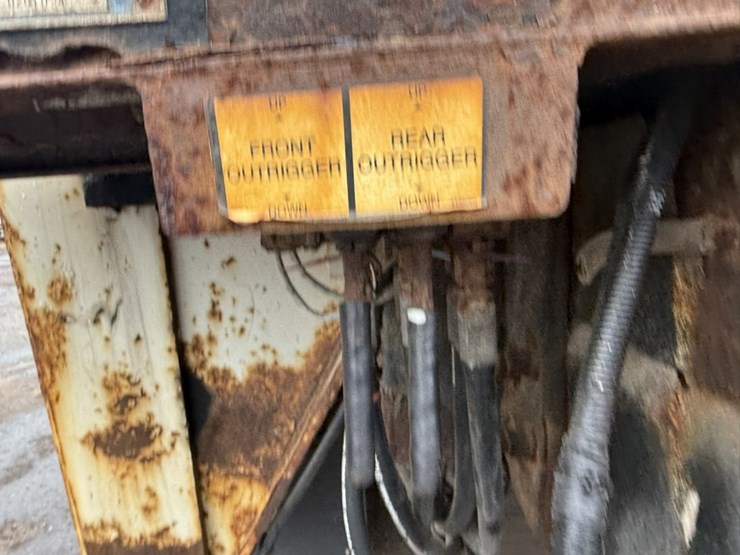 UP
FRONT
OUTRIGGER
DOWN
UP
REAR
OUTRIGGER
DOWN